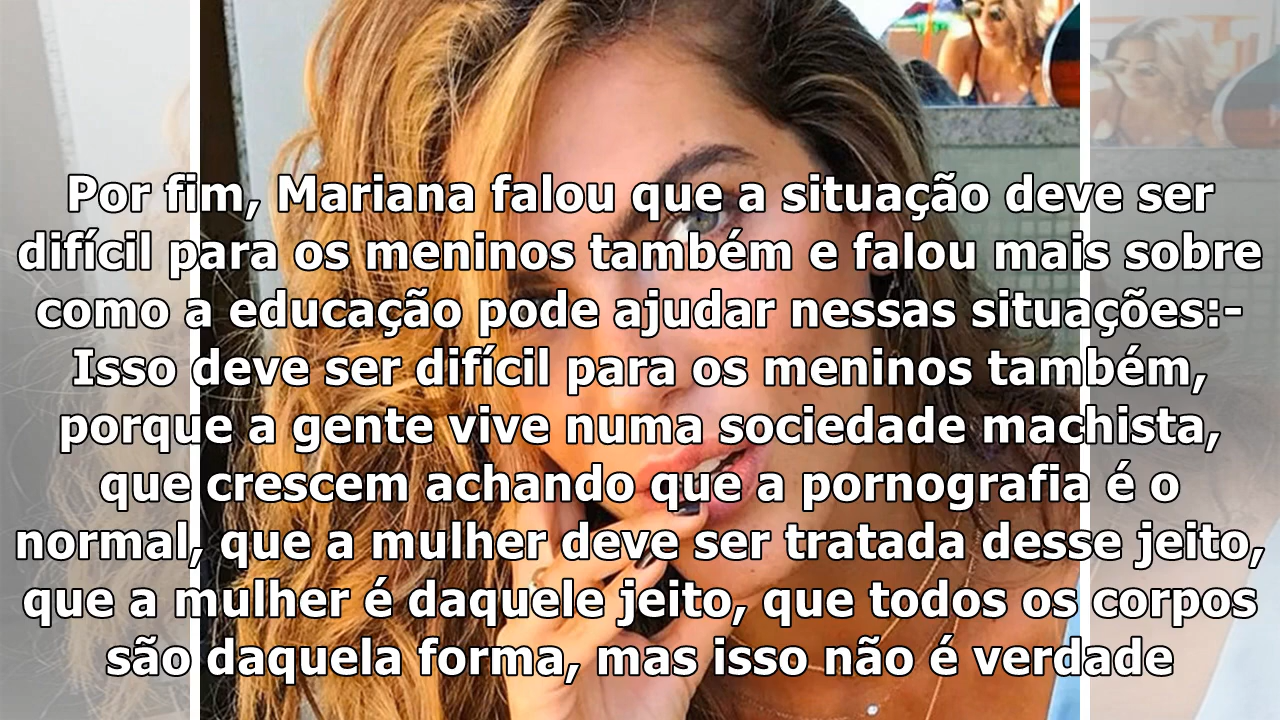 Por fim, Mariana falou que a situação deve ser
difícil para os meninos também e falou mais sobre
como a educação pode ajudar nessas situações:-
Isso deve ser difícil para os meninos também,
porque a gente vive numa sociedade machista,
que crescem achando que a pornografia é o
normal, que a mulher deve ser tratada desse jeito,
que a mulher é daquele jeito, que todos os corpos
são daquela forma, mas isso não é verdade